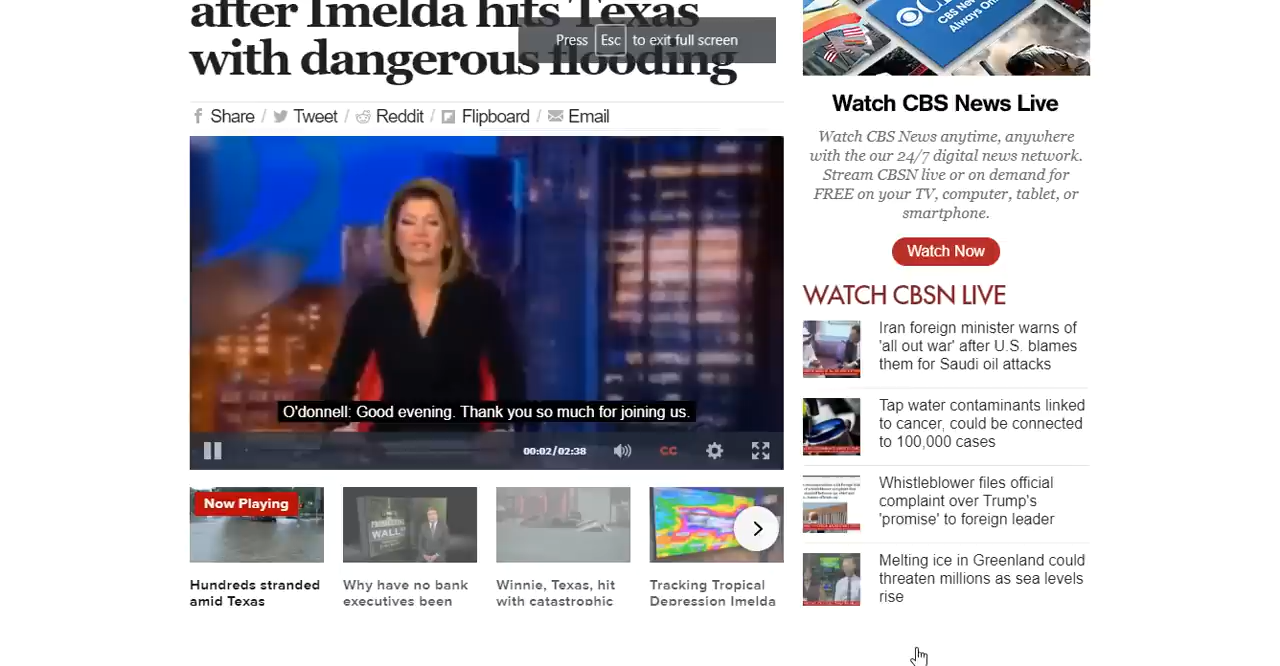 after Imelda hits Texas
with dangerous flooding
Press Esc to exit full screen
Share / Tweet / Reddit / Flipboard / Email
O'donnell: Good evening. Thank you so much for joining us.
00:02/02:38
CC
Now Playing
WALL
Hundreds stranded
amid Texas
Why have no bank
executives been
Winnie, Texas, hit
with catastrophic
Tracking Tropical
Depression Imelda
CBS News
Always On
Watch CBS News Live
Watch CBS News anytime, anywhere
with the our 24/7 digital news network.
Stream CBSN live or on demand for
FREE on your TV, computer, tablet, or
smartphone.
Watch Now
WATCH CBSN LIVE
Iran foreign minister warns of
'all out war' after U.S. blames
them for Saudi oil attacks
Tap water contaminants linked
to cancer, could be connected
to 100,000 cases
Whistleblower files official
complaint over Trump's
'promise' to foreign leader
Melting ice in Greenland could
threaten millions as sea levels
rise